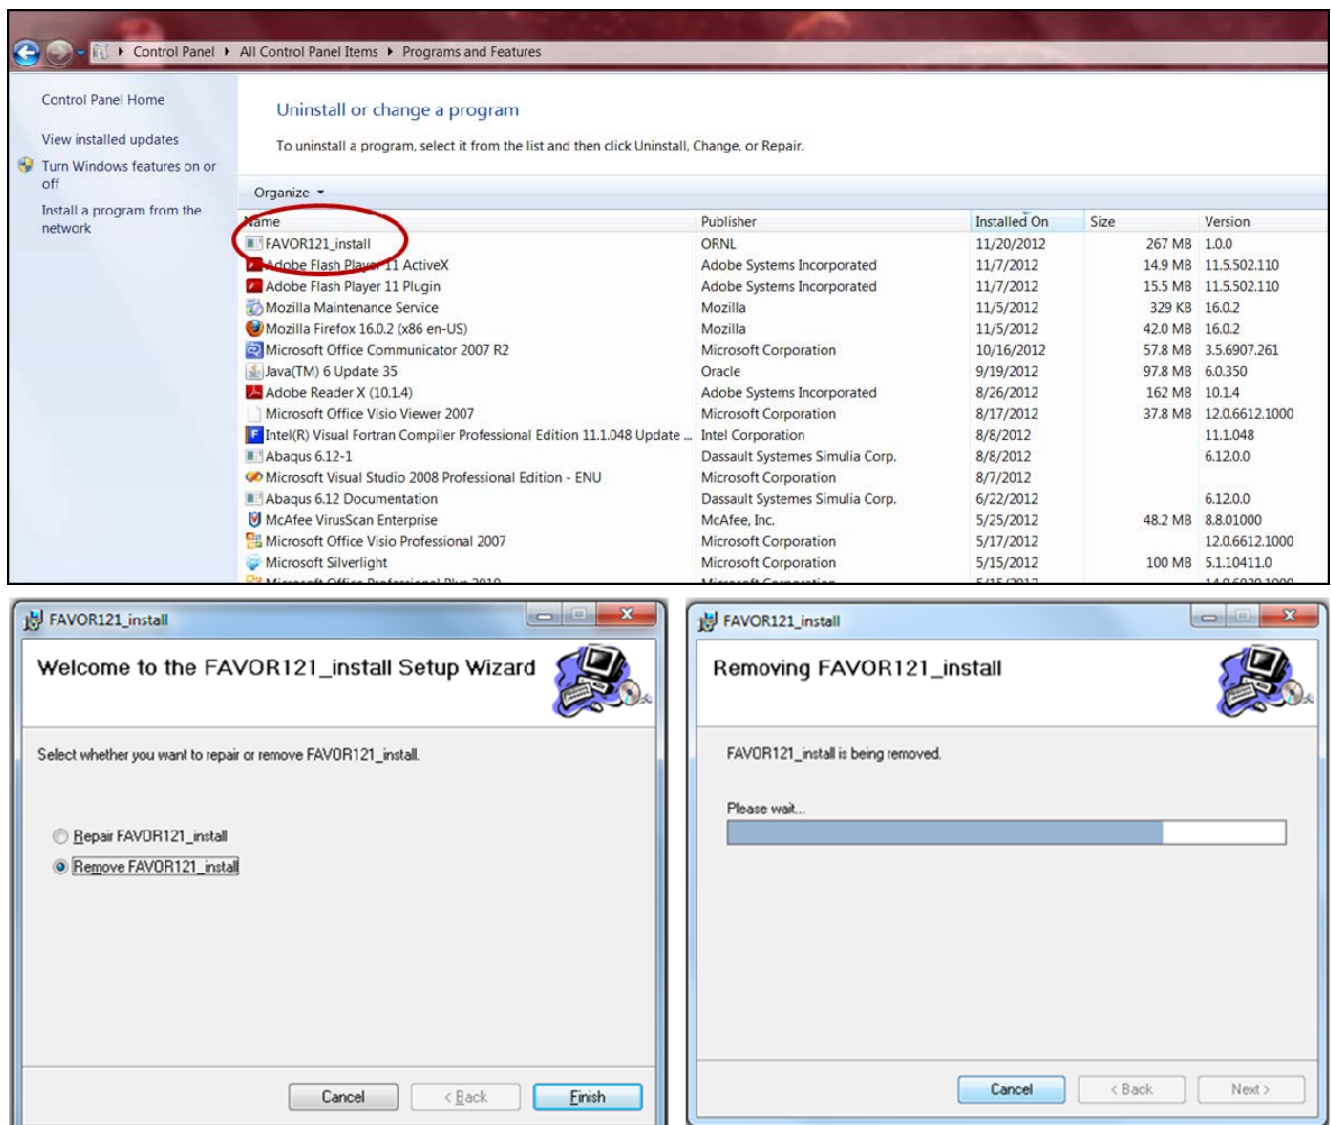 Control Panel All Control Panel Items Programs and Features
Control Panel Home
View installed updates
Turn Windows features on or
off
Install a program from the
network
Uninstall or change a program
To uninstall a program, select it from the list and then click Uninstall, Change, or Repair.
Organize
Name Publisher Installed On Size Version
FAVOR121_install ORNL 11/20/2012 267 MB 1.0.0
Adobe Flash Player 11 ActiveX Adobe Systems Incorporated 11/7/2012 14.9 MB 11.5.502.110
Adobe Flash Player 11 Plugin Adobe Systems Incorporated 11/7/2012 15.5 MB 11.5.502.110
Mozilla Maintenance Service Mozilla 11/5/2012 329 KB 16.0.2
Mozilla Firefox 16.0.2 (x86 en-US) Mozilla 11/5/2012 42.0 MB 16.0.2
Microsoft Office Communicator 2007 R2 Microsoft Corporation 10/16/2012 57.8 MB 3.5.6907.261
Java(TM) 6 Update 35 Oracle 9/19/2012 97.8 MB 6.0.350
Adobe Reader X (10.1.4) Adobe Systems Incorporated 8/26/2012 162 MB 10.1.4
Microsoft Office Visio Viewer 2007 Microsoft Corporation 8/17/2012 37.8 MB 12.0.6612.1000
Intel(R) Visual Fortran Compiler Professional Edition 11.1.048 Update ... Intel Corporation 8/8/2012 11.1.048
Abaqus 6.12-1 Dassault Systemes Simulia Corp. 8/8/2012 6.12.0.0
Microsoft Visual Studio 2008 Professional Edition - ENU Microsoft Corporation 8/7/2012
Abaqus 6.12 Documentation Dassault Systemes Simulia Corp. 6/22/2012 6.12.0.0
McAfee VirusScan Enterprise McAfee, Inc. 5/25/2012 48.2 MB 8.8.01000
Microsoft Office Visio Professional 2007 Microsoft Corporation 5/17/2012 12.0.6612.1000
Microsoft Silverlight Microsoft Corporation 5/15/2012 100 MB 5.1.10411.0
Microsoft Office Professional Plus 2010 Microsoft Corporation 5/15/2012
FAVOR121_install
Welcome to the FAVOR121_install Setup Wizard
Select whether you want to repair or remove FAVOR121_install.
Repair FAVOR121_install
Remove FAVOR121_install
Cancel < Back Finish
FAVOR121_install
Removing FAVOR121_install
FAVOR121_install is being removed.
Please wait...
Cancel < Back Next >